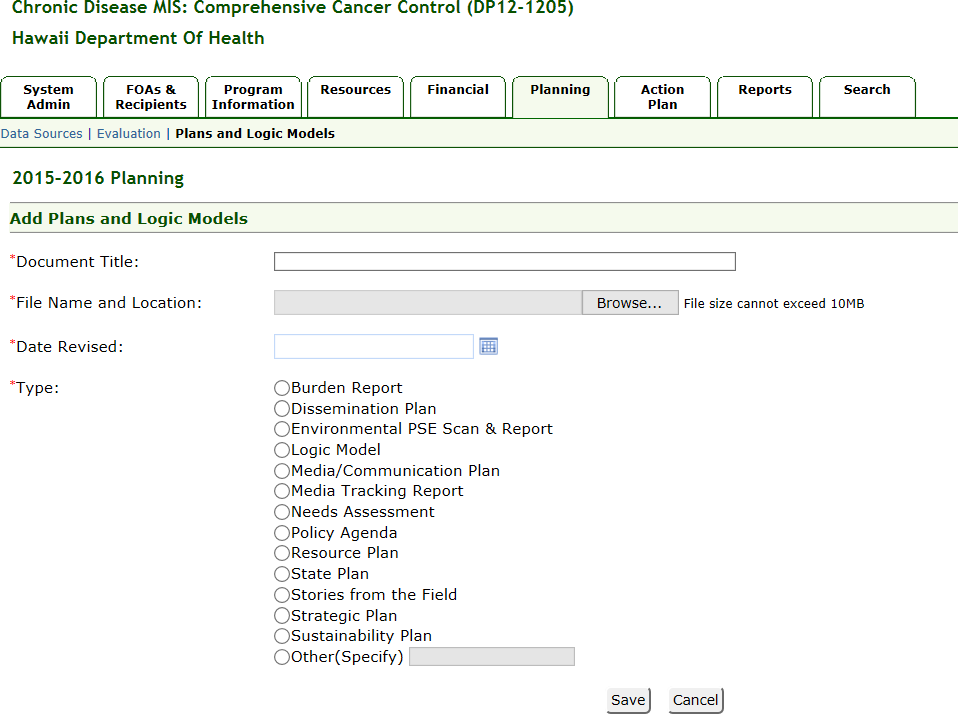 Chronic Disease MIS: Comprehensive Cancer Control (DP12-1205)
Hawaii Department Of Health
System Admin
FOAs & Recipients
Program Information
Resources
Financial
Planning
Action Plan
Reports
Search
Data Sources | Evaluation | Plans and Logic Models
2015-2016 Planning
Add Plans and Logic Models
*Document Title:
*File Name and Location: Browse... File size cannot exceed 10MB
*Date Revised:
*Type:
Burden Report
Dissemination Plan
Environmental PSE Scan & Report
Logic Model
Media/Communication Plan
Media Tracking Report
Needs Assessment
Policy Agenda
Resource Plan
State Plan
Stories from the Field
Strategic Plan
Sustainability Plan
Other(Specify)
Save Cancel